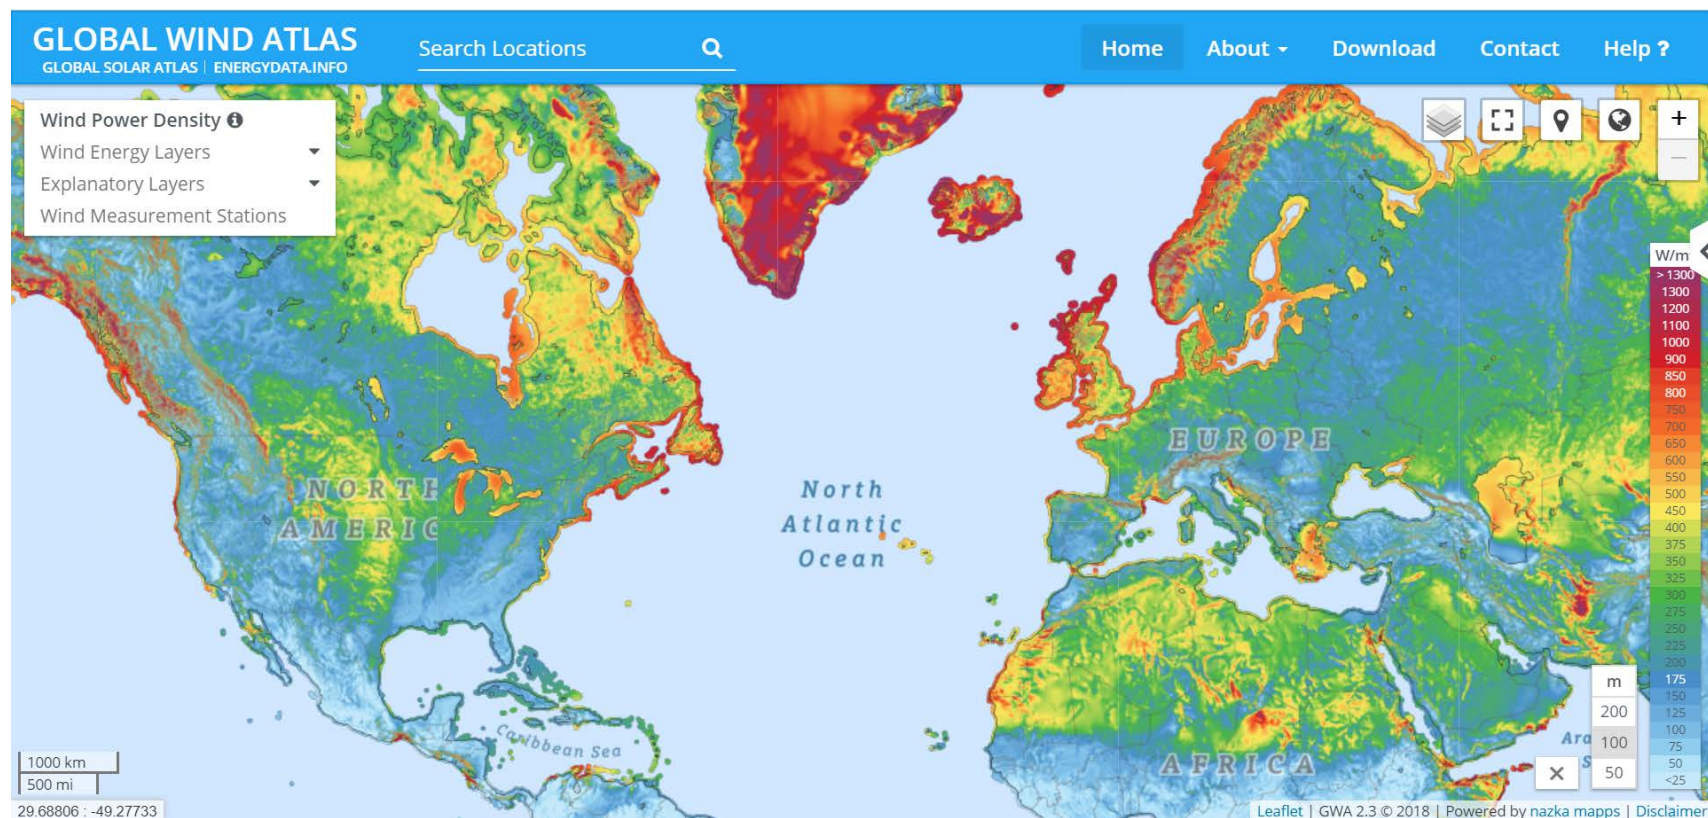 GLOBAL WIND ATLAS
GLOBAL SOLAR ATLAS | ENERGYDATA.INFO
Search Locations
Home About Download Contact Help ?
Wind Power Density
Wind Energy Layers
Explanatory Layers
Wind Measurement Stations
+
−
W/m
> 1300
1300
1200
1100
1000
900
850
800
750
700
650
600
550
500
450
400
375
350
325
300
275
250
225
200
175
150
125
100
75
50
<25
NORTH
AMERIC
North
Atlantic
Ocean
EUROPE
AFRICA
Caribbean Sea
Ara
S
m
200
100
50
1000 km
500 mi
29.68806 : -49.27733
Leaflet | GWA 2.3 © 2018 | Powered by nazka mapps | Disclaimer